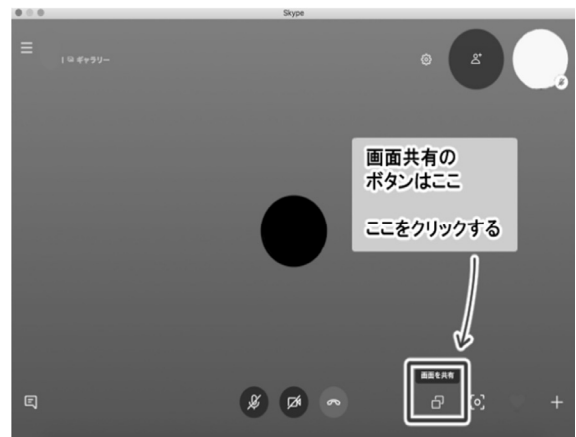 Skype
| ギャラリー
画面共有の
ボタンはここ
ここをクリックする
画面を共有